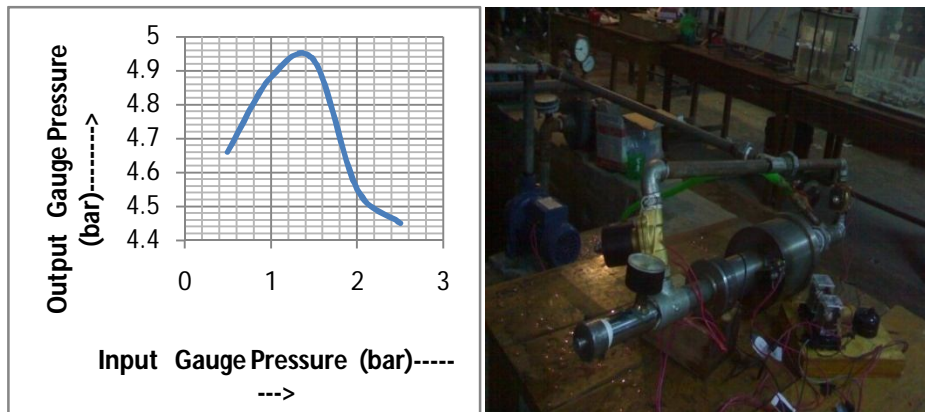 5
4.9
4.8
4.7
4.6
4.5
4.4
0 1 2 3
Output Gauge Pressure
(bar)--------->
Input Gauge Pressure (bar)------
--->